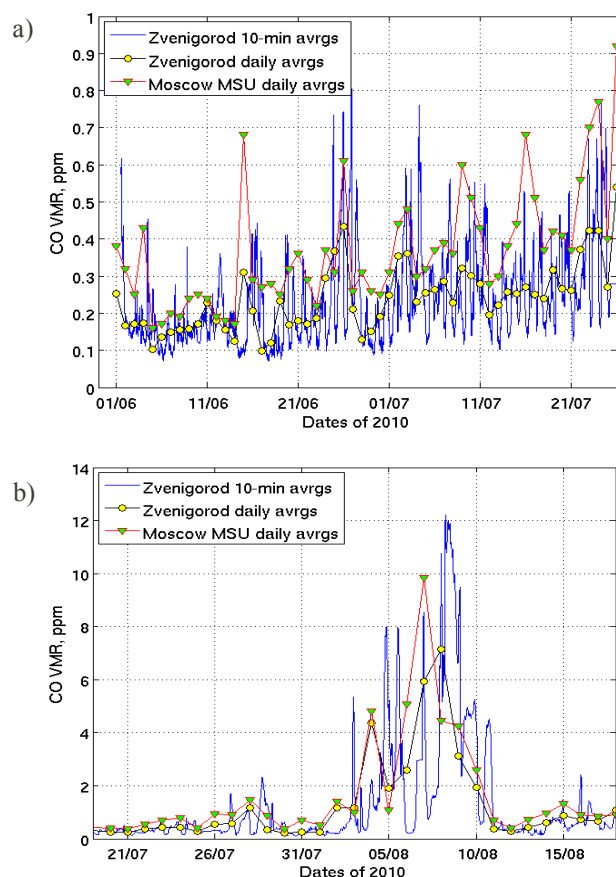 a)
1
0.9
0.8
0.7
0.6
0.5
0.4
0.3
0.2
0.1
0
CO VMR, ppm
Zvenigorod 10-min avrgs
Zvenigorod daily avrgs
Moscow MSU daily avrgs
01/06 11/06 21/06 01/07 11/07 21/07
Dates of 2010
b)
14
12
10
8
6
4
2
0
CO VMR, ppm
Zvenigorod 10-min avrgs
Zvenigorod daily avrgs
Moscow MSU daily avrgs
21/07 26/07 31/07 05/08 10/08 15/08
Dates of 2010